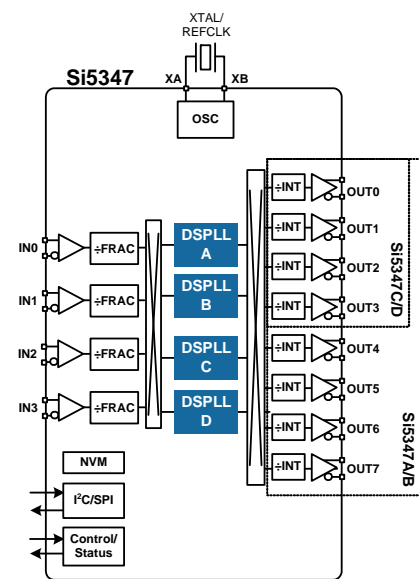 XTAL/
REFCLK
Si5347
XA
XB
OSC
IN0
÷FRAC
IN1
÷FRAC
IN2
÷FRAC
IN3
÷FRAC
DSPLL
A
DSPLL
B
DSPLL
C
DSPLL
D
÷INT
OUT0
÷INT
OUT1
÷INT
OUT2
÷INT
OUT3
÷INT
OUT4
÷INT
OUT5
÷INT
OUT6
÷INT
OUT7
Si5347C/D
Si5347A/B
NVM
I²C/SPI
Control/
Status